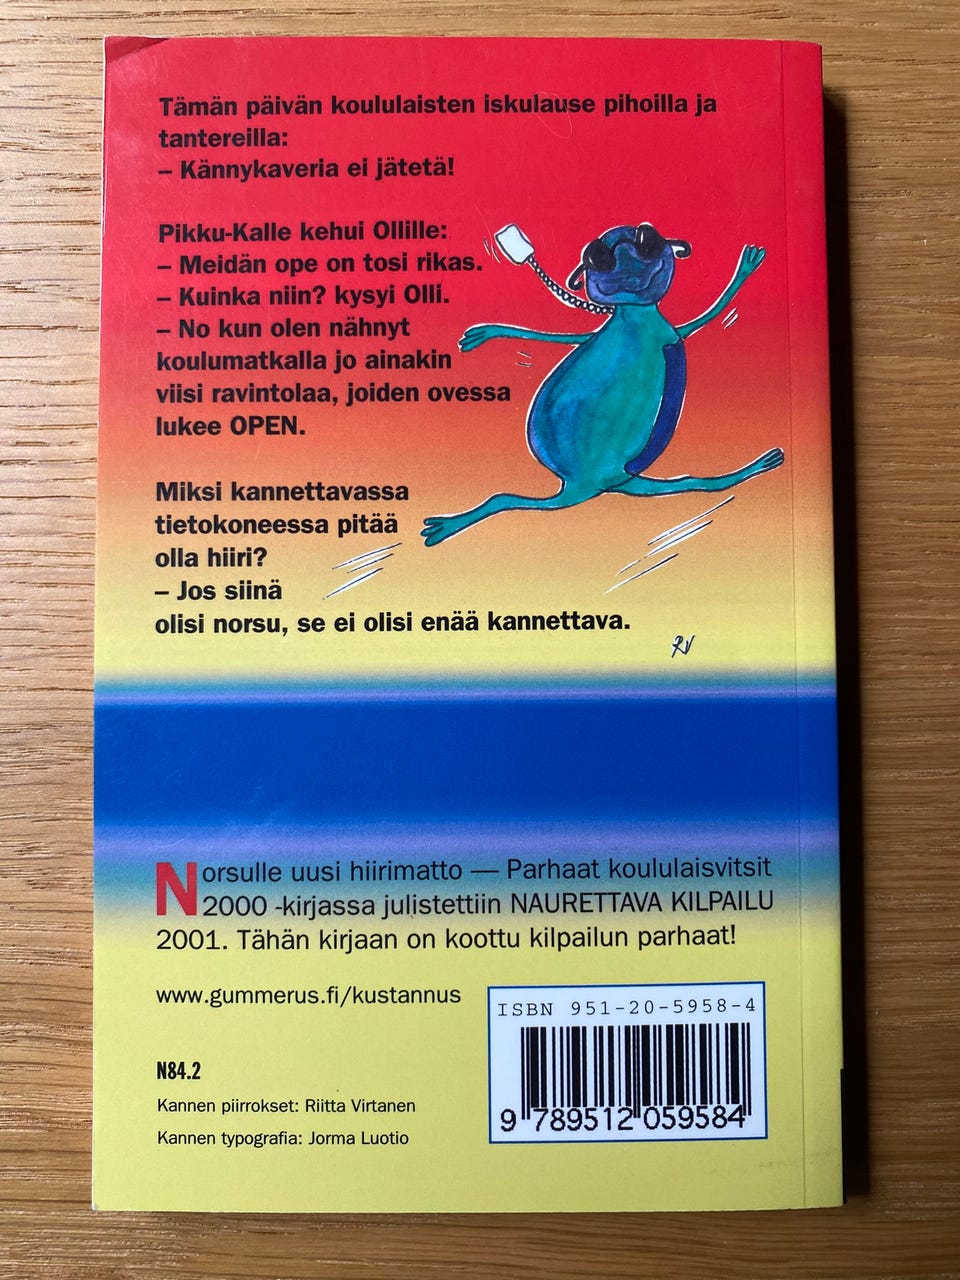 Tämän päivän koululaisten iskulause pihoilla ja
tantereilla:
– Kännykaveria ei jätetä!
Pikku-Kalle kehui Ollille:
– Meidän ope on tosi rikas.
– Kuinka niin? kysyi Olli.
– No kun olen nähnyt
koulumatkalla jo ainakin
viisi ravintolaa, joiden ovessa
lukee OPEN.
Miksi kannettavassa
tietokoneessa pitää
olla hiiri?
– Jos siinä
olisi norsu, se ei olisi enää kannettava.
RV
Norsulle uusi hiirimatto — Parhaat koululaisvitsit
2000 -kirjassa julistettiin NAURETTAVA KILPAILU
2001. Tähän kirjaan on koottu kilpailun parhaat!
www.gummerus.fi/kustannus
N84.2
Kannen piirrokset: Riitta Virtanen
Kannen typografia: Jorma Luotio
ISBN 951-20-5958-4
9 789512 059584